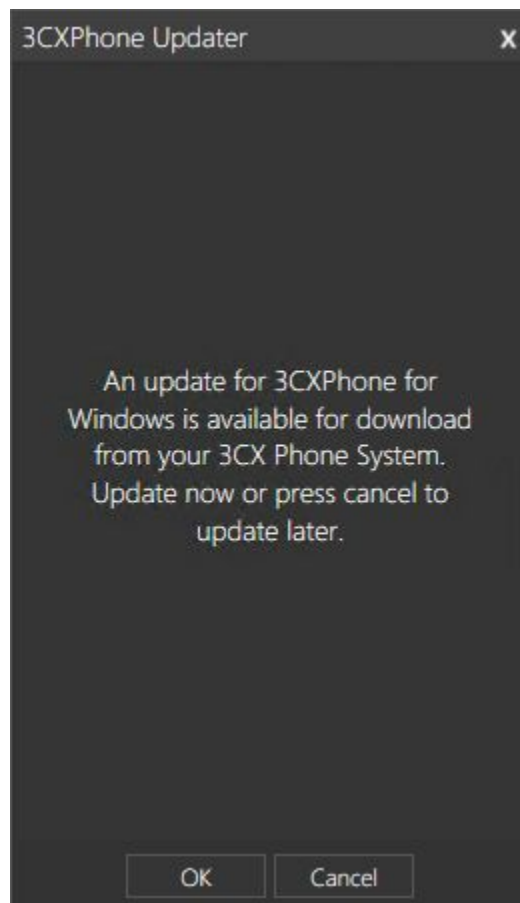 3CXPhone Updater X
An update for 3CXPhone for
Windows is available for download
from your 3CX Phone System.
Update now or press cancel to
update later.
OK Cancel